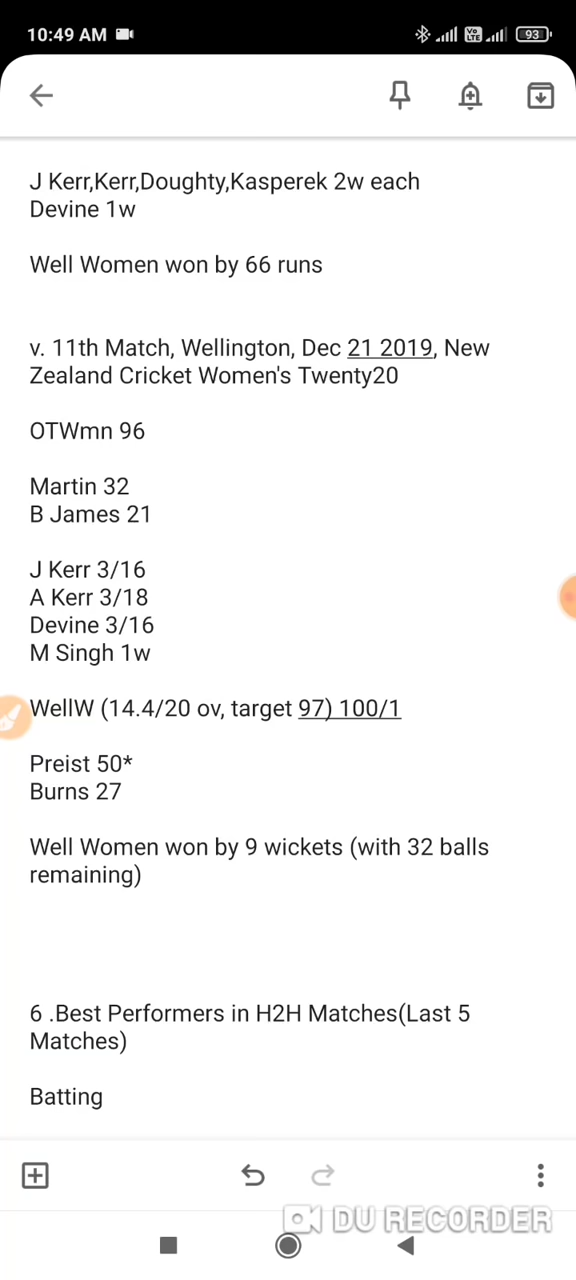 10:49 AM
Vo LTE
93
J Kerr,Kerr,Doughty,Kasperek 2w each
Devine 1w
Well Women won by 66 runs
v. 11th Match, Wellington, Dec 21 2019, New
Zealand Cricket Women's Twenty20
OTWmn 96
Martin 32
B James 21
J Kerr 3/16
A Kerr 3/18
Devine 3/16
M Singh 1w
WellW (14.4/20 ov, target 97) 100/1
Preist 50*
Burns 27
Well Women won by 9 wickets (with 32 balls
remaining)
6 .Best Performers in H2H Matches(Last 5
Matches)
Batting
DU RECORDER